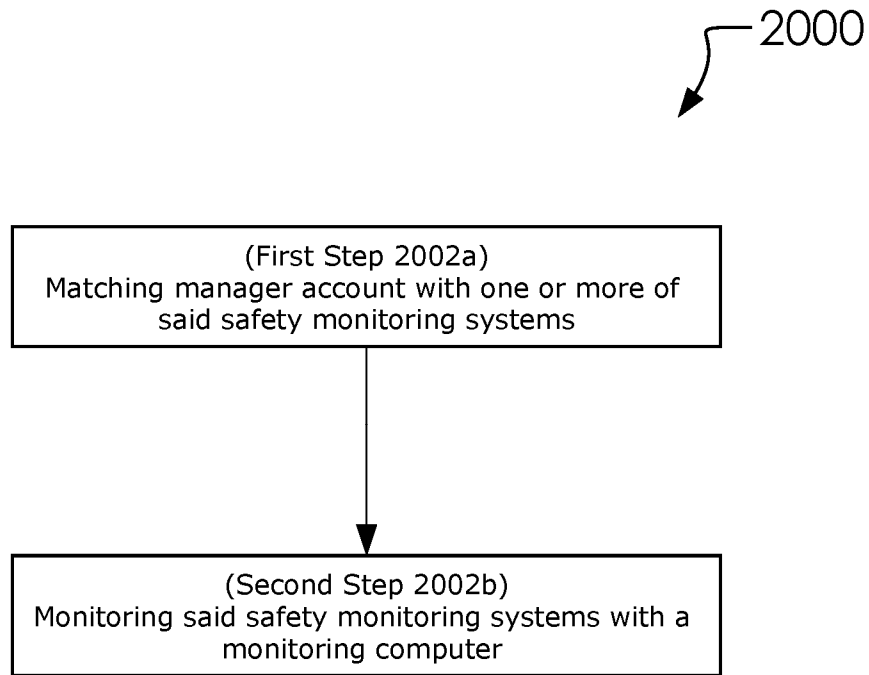 2000
(First Step 2002a)
Matching manager account with one or more of
said safety monitoring systems
(Second Step 2002b)
Monitoring said safety monitoring systems with a
monitoring computer